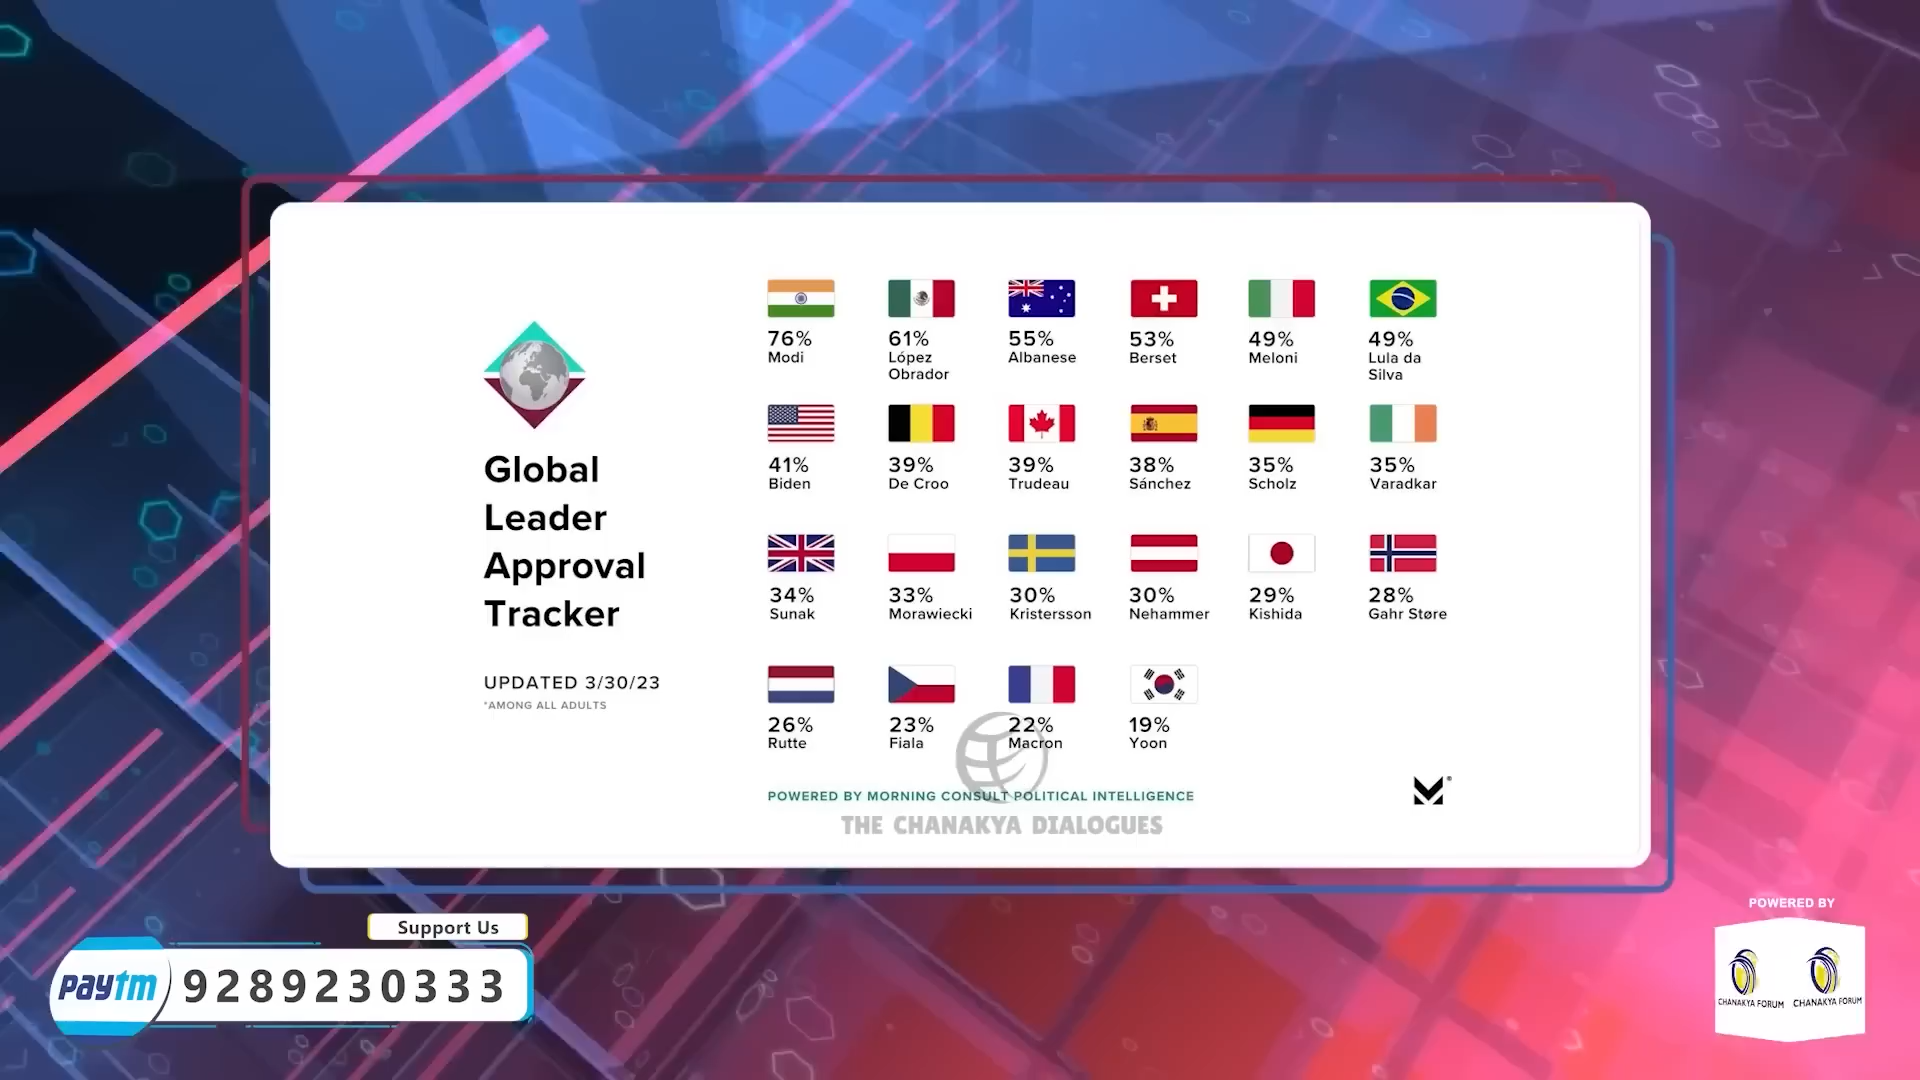 Global
Leader
Approval
Tracker
UPDATED 3/30/23
*AMONG ALL ADULTS
76%
Modi
61%
López
Obrador
55%
Albanese
53%
Berset
49%
Meloni
49%
Lula da
Silva
41%
Biden
39%
De Croo
39%
Trudeau
38%
Sánchez
35%
Scholz
35%
Varadkar
34%
Sunak
33%
Morawiecki
30%
Kristersson
30%
Nehammer
29%
Kishida
28%
Gahr Støre
26%
Rutte
23%
Fiala
22%
Macron
19%
Yoon
POWERED BY MORNING CONSULT POLITICAL INTELLIGENCE
THE CHANAKYA DIALOGUES
Support Us
paytm 9289230333
POWERED BY
CHANAKYA FORUM
CHANAKYA FORUM